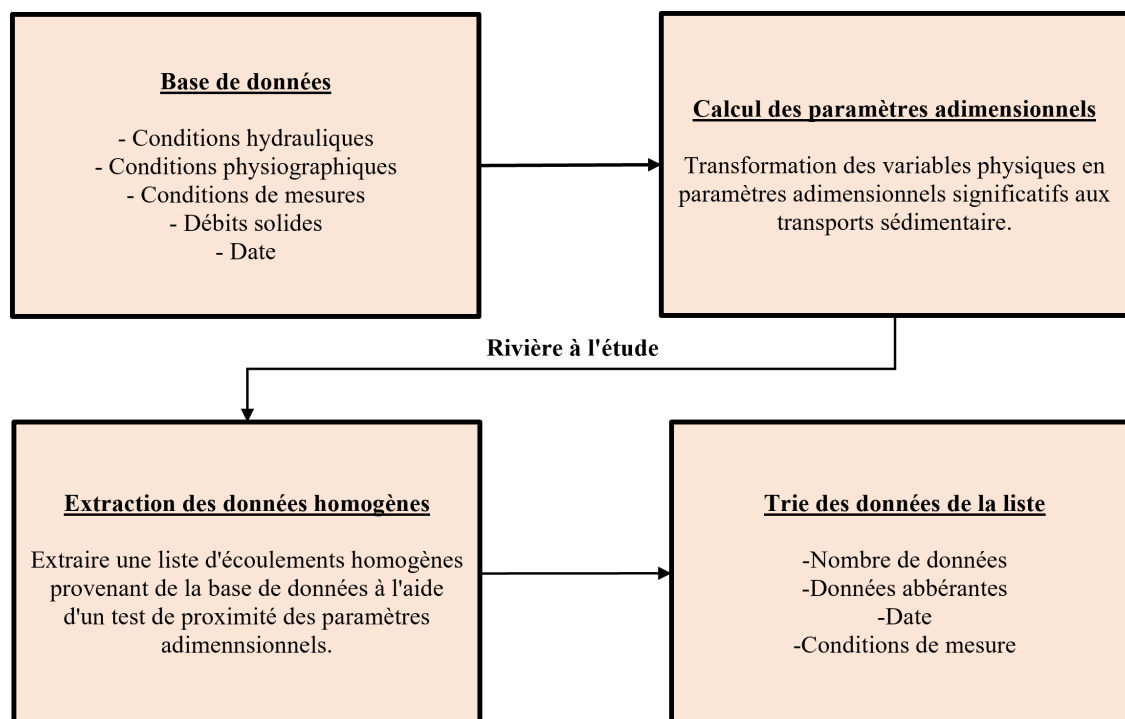 Base de données
- Conditions hydrauliques
- Conditions physiographiques
- Conditions de mesures
- Débits solides
- Date
Calcul des paramètres adimensionnels
Transformation des variables physiques en
paramètres adimensionnels significatifs aux
transports sédimentaire.
Rivière à l'étude
Extraction des données homogènes
Extraire une liste d'écoulements homogènes
provenant de la base de données à l'aide
d'un test de proximité des paramètres
adimennsionnels.
Trie des données de la liste
-Nombre de données
-Données abbérantes
-Date
-Conditions de mesure